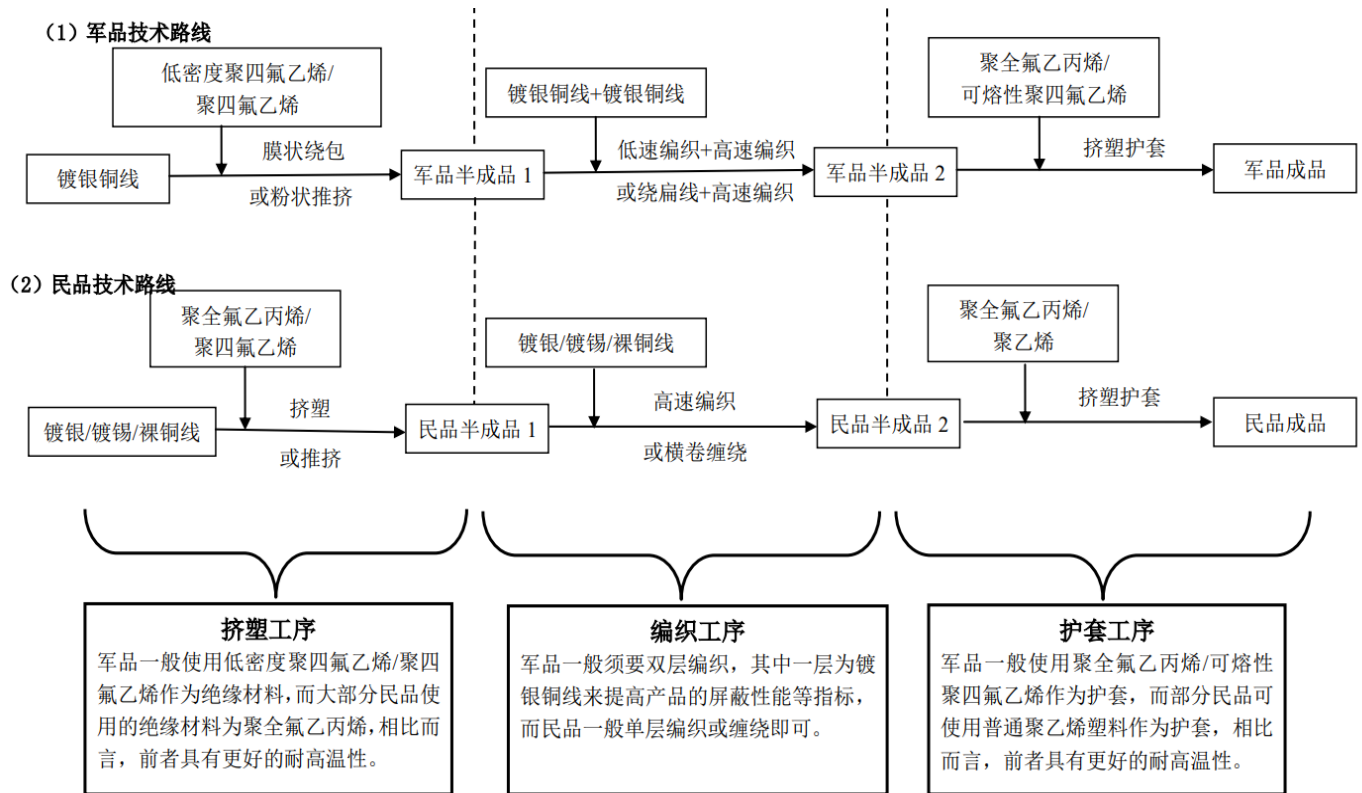 （1）军品技术路线
低密度聚四氟乙烯/
聚四氟乙烯
镀银铜线
膜状绕包
或粉状推挤
军品半成品 1
镀银铜线+镀银铜线
低速编织+高速编织
或绕扁线+高速编织
军品半成品 2
聚全氟乙丙烯/
可熔性聚四氟乙烯
挤塑护套
军品成品
（2）民品技术路线
聚全氟乙丙烯/
聚四氟乙烯
镀银/镀锡/裸铜线
挤塑
或推挤
民品半成品 1
镀银/镀锡/裸铜线
高速编织
或横卷缠绕
民品半成品 2
聚全氟乙丙烯/
聚乙烯
挤塑护套
民品成品
挤塑工序
军品一般使用低密度聚四氟乙烯/聚四
氟乙烯作为绝缘材料，而大部分民品使
用的绝缘材料为聚全氟乙丙烯，相比而
言，前者具有更好的耐高温性。
编织工序
军品一般须要双层编织，其中一层为镀
银铜线来提高产品的屏蔽性能等指标，
而民品一般单层编织或缠绕即可。
护套工序
军品一般使用聚全氟乙丙烯/可熔性
聚四氟乙烯作为护套，而部分民品可
使用普通聚乙烯塑料作为护套，相比
而言，前者具有更好的耐高温性。